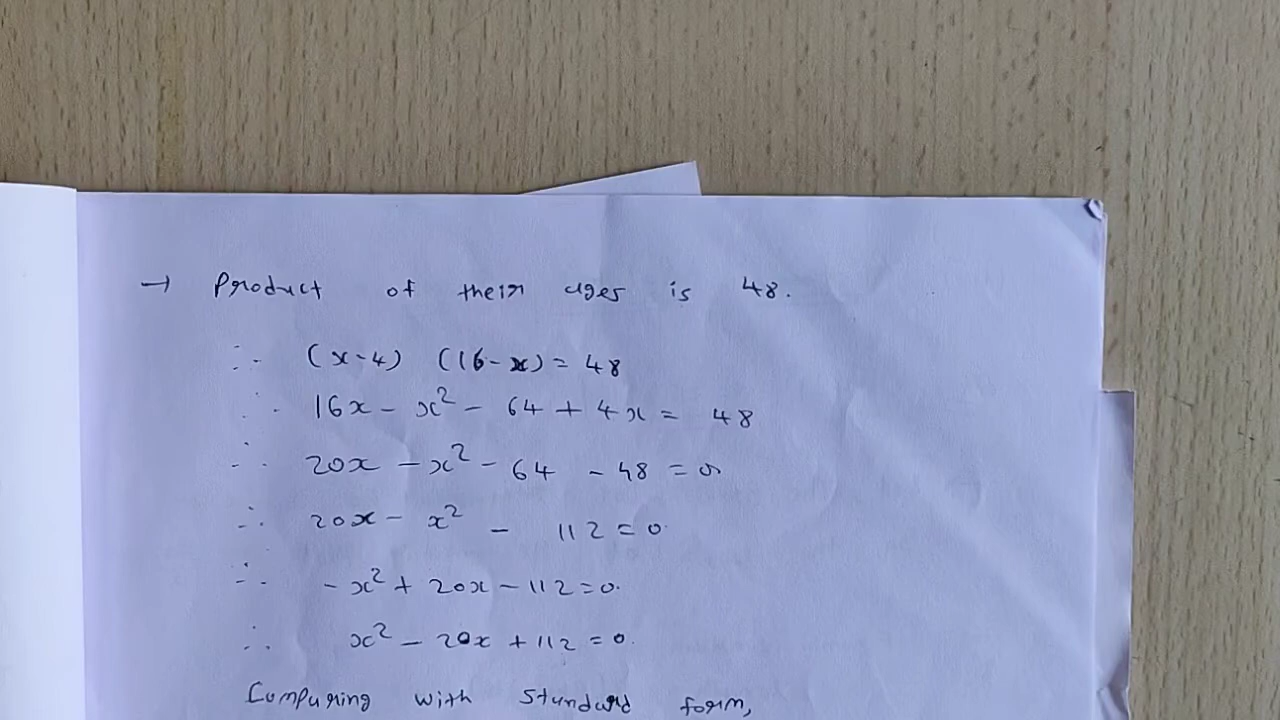 → Product of their ages is 48.
∴ (x-4) (16-x) = 48
∴ 16x - x² - 64 + 4x = 48
∴ 20x - x² - 64 - 48 = 0
∴ 20x - x² - 112 = 0.
∴ -x² + 20x - 112 = 0.
∴ x² - 20x + 112 = 0.
Comparing with standard form,